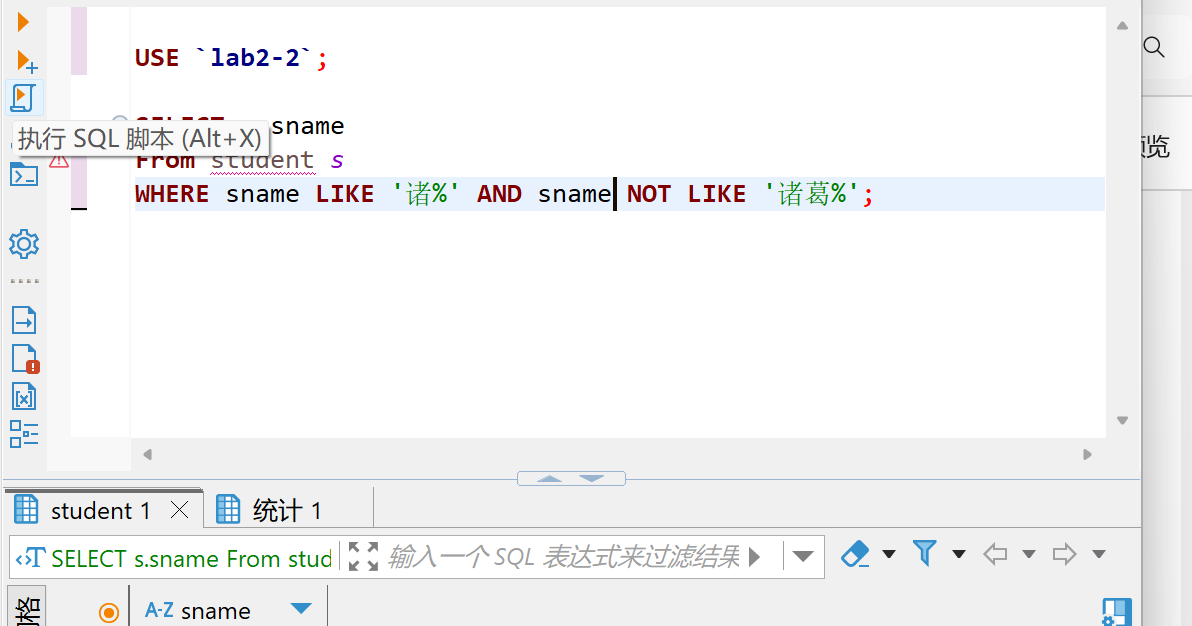 USE `lab2-2`;
sname
执行 SQL 脚本 (Alt+X)
From student s
WHERE sname LIKE '诸%' AND sname NOT LIKE '诸葛%';
览
student 1
统计 1
SELECT s.sname From stud
输入一个 SQL 表达式来过滤结果
格
A-Z sname